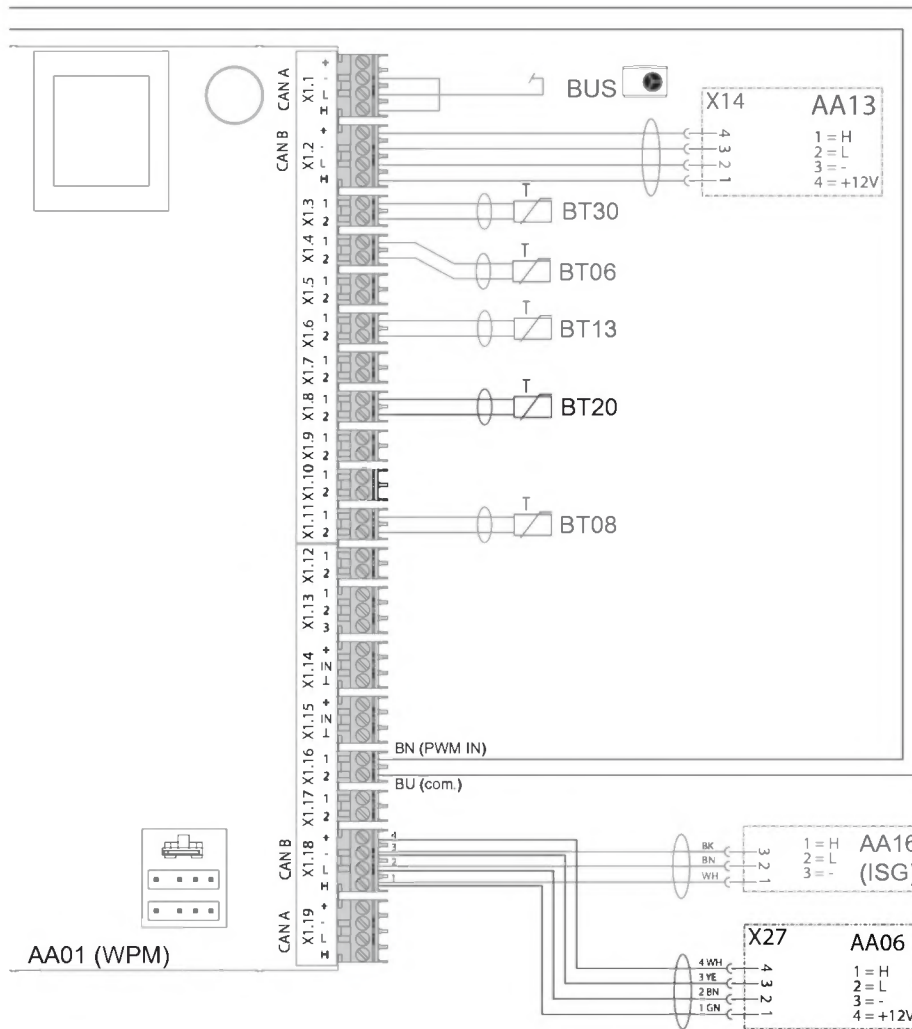 CAN A
X1.1
+
-
L
H
BUS
CAN B
X1.2
+
-
L
H
X14
AA13
4
3
2
1
1 = H
2 = L
3 = -
4 = +12V
X1.3
1
2
T
BT30
X1.4
1
2
T
BT06
X1.5
1
2
X1.6
1
2
T
BT13
X1.7
1
2
X1.8
1
2
T
BT20
X1.9
1
2
X1.10
1
2
X1.11
1
2
T
BT08
X1.12
1
2
X1.13
1
2
3
X1.14
+
IN
⊥
X1.15
+
IN
⊥
X1.16
1
2
BN (PWM IN)
BU (com.)
X1.17
1
2
CAN B
X1.18
+
-
L
H
4
3
2
1
BK
BN
WH
3
2
1
1 = H
2 = L
3 = -
AA16
(ISG)
CAN A
X1.19
+
-
L
H
AA01 (WPM)
X27
AA06
4 WH
3 YE
2 BN
1 GN
4
3
2
1
1 = H
2 = L
3 = -
4 = +12V